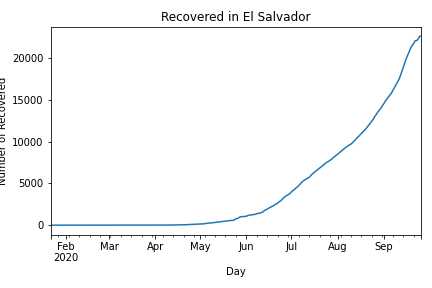 Recovered in El Salvador
Number of Recovered
20000
15000
10000
5000
0
Feb Mar Apr May Jun Jul Aug Sep
2020
Day